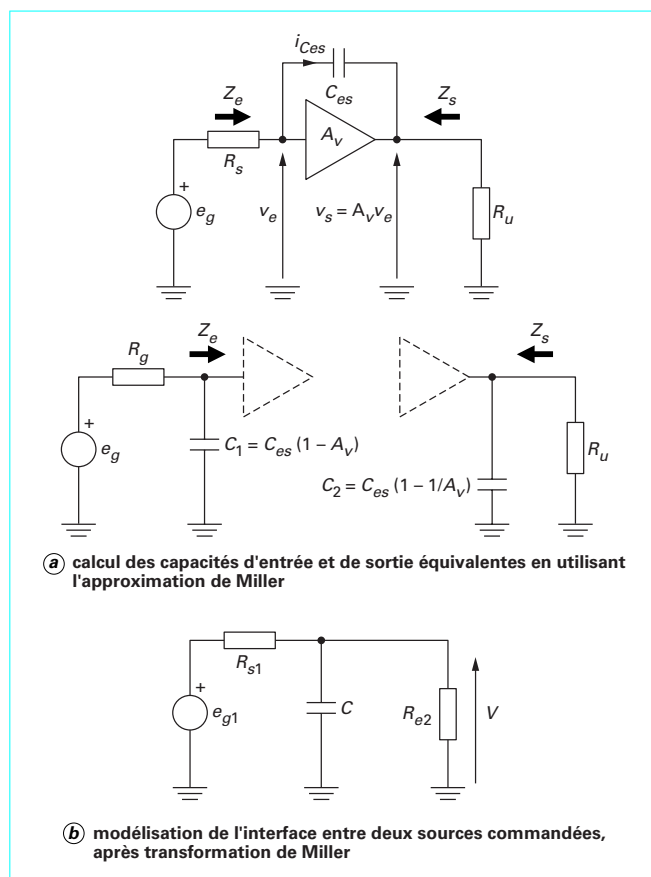 i_Ces
C_es
Z_e
Z_s
A_v
R_s
+
e_g
v_e
v_s = A_v v_e
R_u
R_g
Z_e
Z_s
+
e_g
C_1 = C_es (1 – A_v)
C_2 = C_es (1 – 1/A_v)
R_u
a calcul des capacités d'entrée et de sortie équivalentes en utilisant
l'approximation de Miller
R_s1
+
e_g1
C
R_e2
V
b modélisation de l'interface entre deux sources commandées,
après transformation de Miller